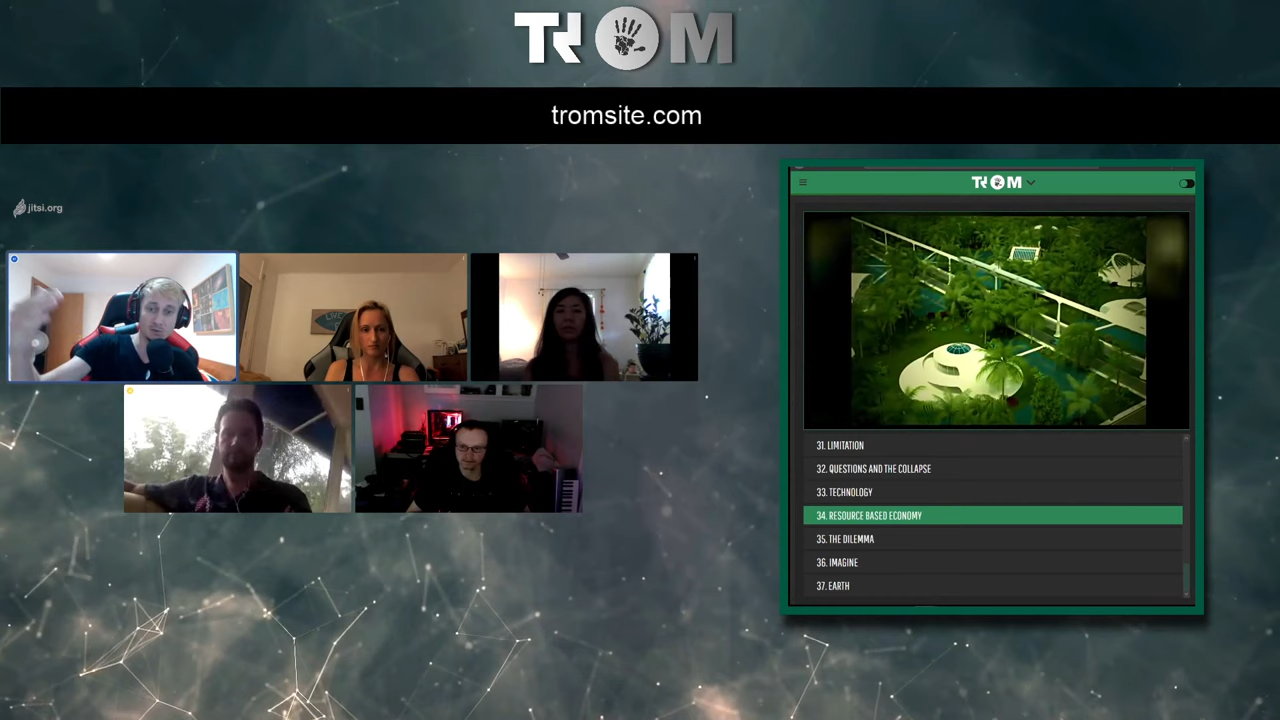 TROM
tromsite.com
jitsi.org
TROM
LIVE
31. LIMITATION
32. QUESTIONS AND THE COLLAPSE
33. TECHNOLOGY
34. RESOURCE BASED ECONOMY
35. THE DILEMMA
36. IMAGINE
37. EARTH